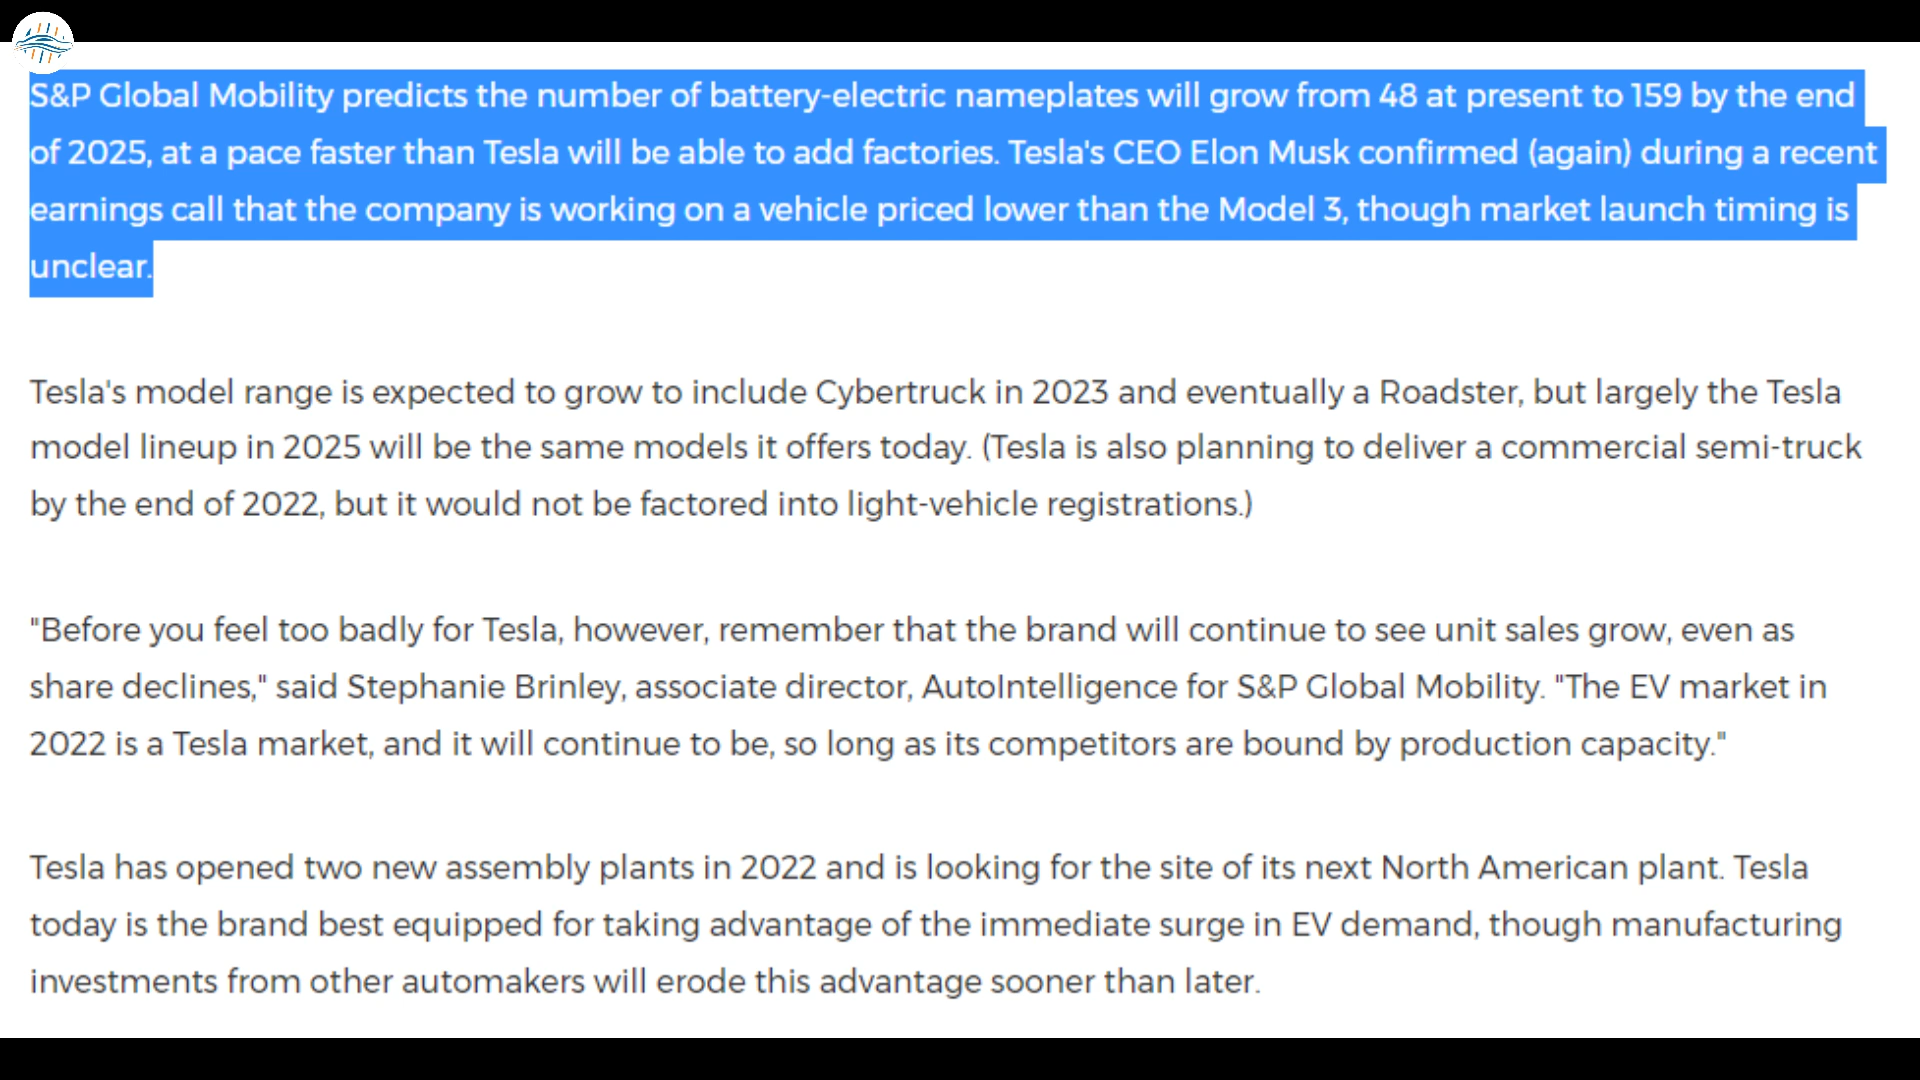 S&P Global Mobility predicts the number of battery-electric nameplates will grow from 48 at present to 159 by the end
of 2025, at a pace faster than Tesla will be able to add factories. Tesla's CEO Elon Musk confirmed (again) during a recent
earnings call that the company is working on a vehicle priced lower than the Model 3, though market launch timing is
unclear.
Tesla's model range is expected to grow to include Cybertruck in 2023 and eventually a Roadster, but largely the Tesla
model lineup in 2025 will be the same models it offers today. (Tesla is also planning to deliver a commercial semi-truck
by the end of 2022, but it would not be factored into light-vehicle registrations.)
"Before you feel too badly for Tesla, however, remember that the brand will continue to see unit sales grow, even as
share declines," said Stephanie Brinley, associate director, AutoIntelligence for S&P Global Mobility. "The EV market in
2022 is a Tesla market, and it will continue to be, so long as its competitors are bound by production capacity."
Tesla has opened two new assembly plants in 2022 and is looking for the site of its next North American plant. Tesla
today is the brand best equipped for taking advantage of the immediate surge in EV demand, though manufacturing
investments from other automakers will erode this advantage sooner than later.